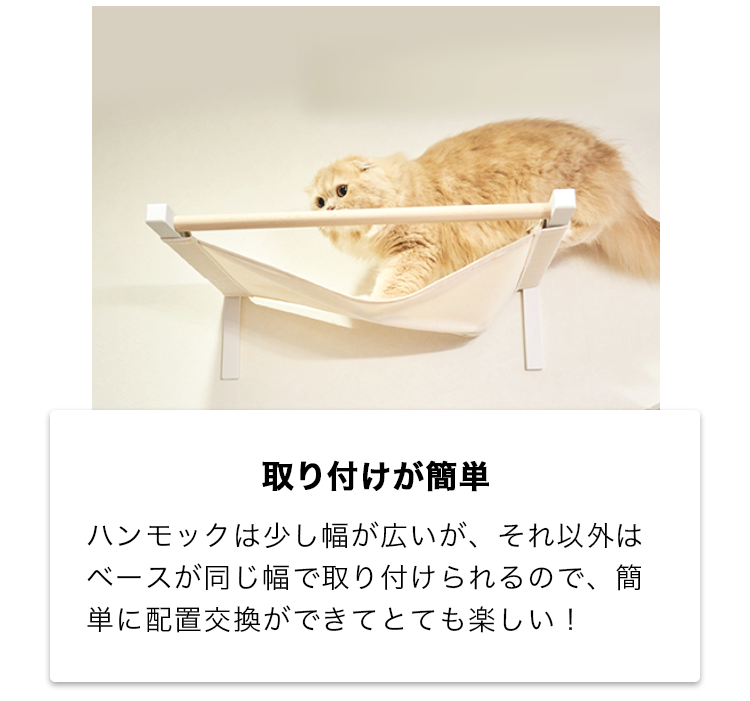 取り付けが簡単
ハンモックは少し幅が広いが、それ以外は
ベースが同じ幅で取り付けられるので、簡
単に配置交換ができてとても楽しい！